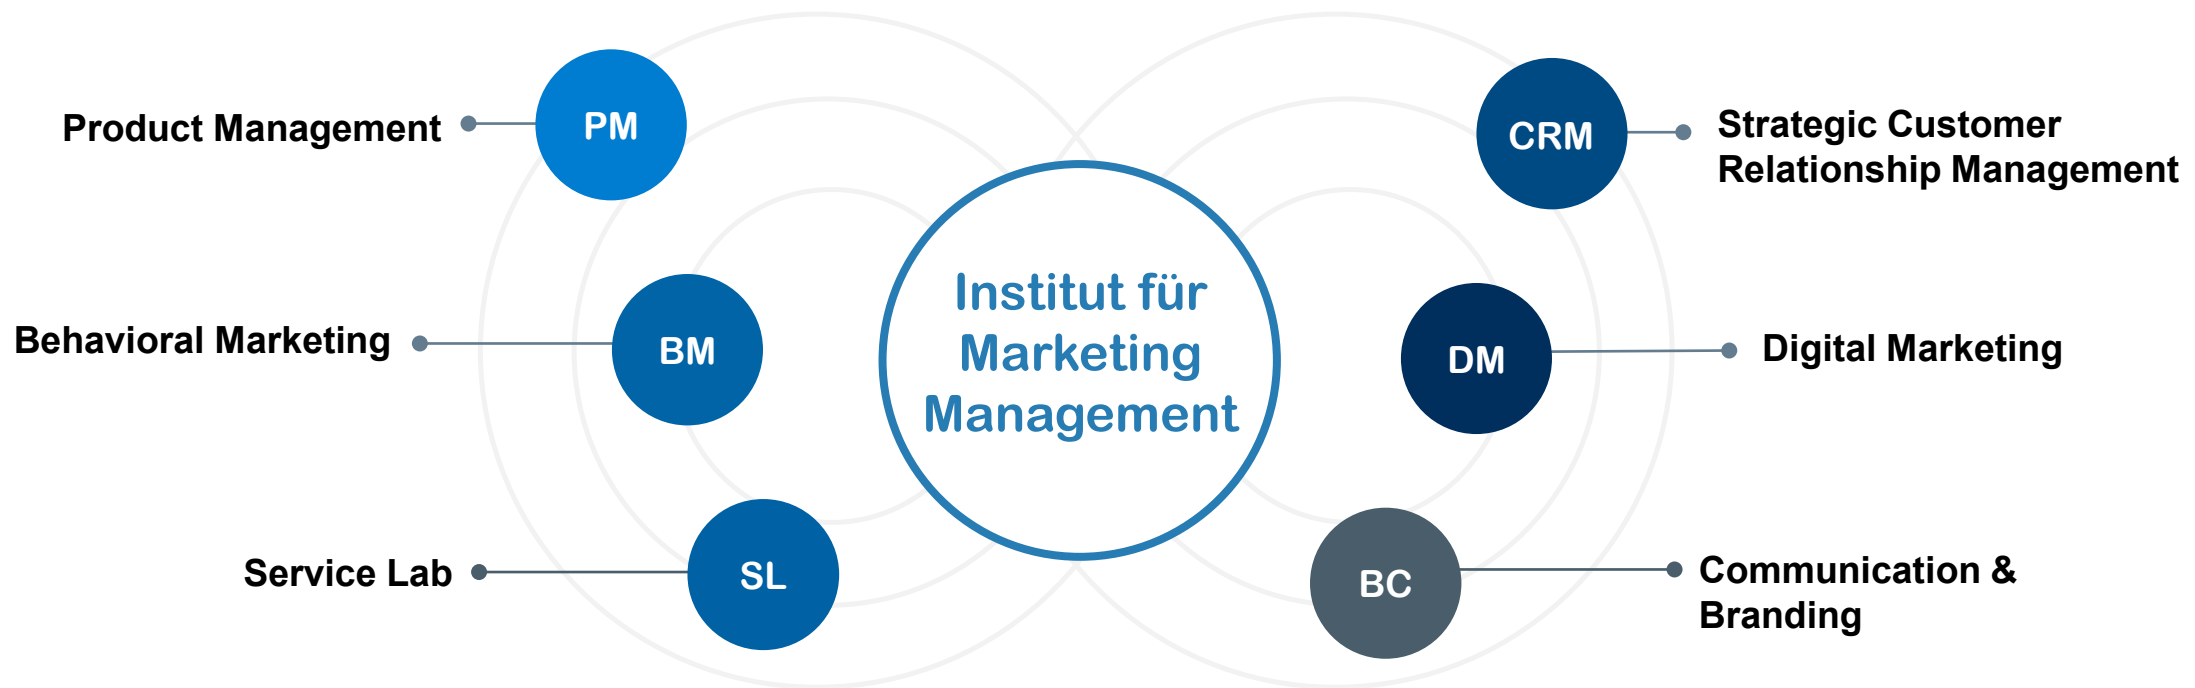 Product Management
PM
Behavioral Marketing
BM
Service Lab
SL
Institut für
Marketing
Management
CRM
Strategic Customer
Relationship Management
DM
Digital Marketing
BC
Communication &
Branding